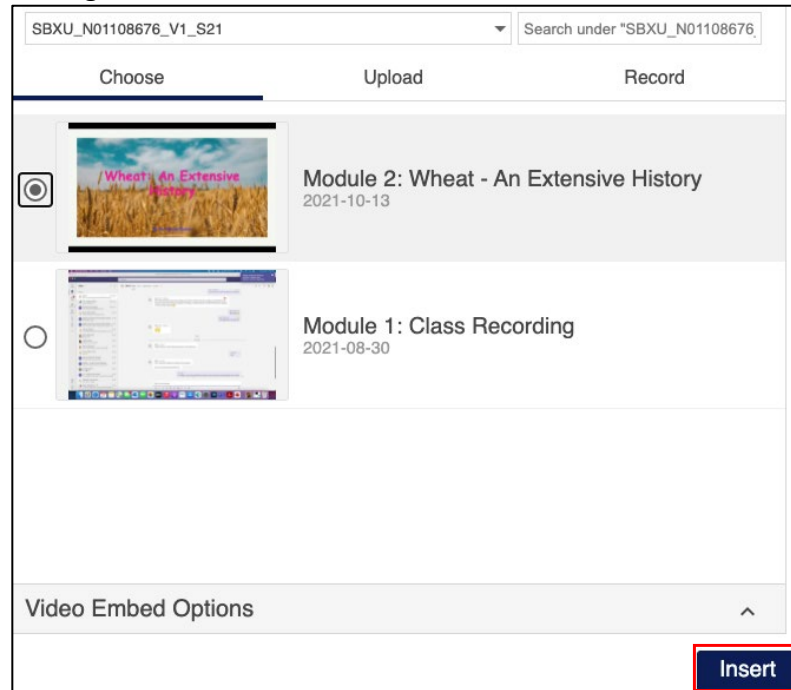 SBXU_N01108676_V1_S21
Search under "SBXU_N01108676_
Choose
Upload
Record
Wheat: An Extensive
History
Module 2: Wheat - An Extensive History
2021-10-13
Module 1: Class Recording
2021-08-30
Video Embed Options
Insert